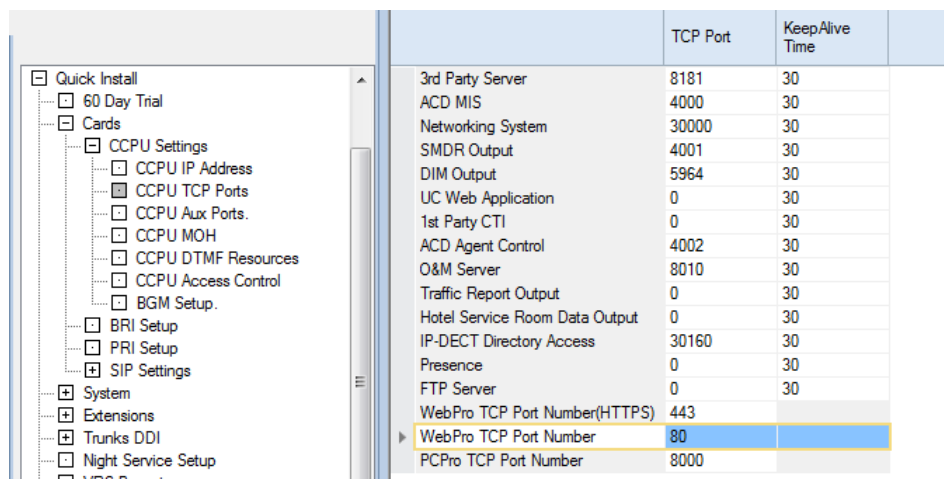 TCP Port KeepAlive
Time
Quick Install
60 Day Trial
Cards
CCPU Settings
CCPU IP Address
CCPU TCP Ports
CCPU Aux Ports.
CCPU MOH
CCPU DTMF Resources
CCPU Access Control
BGM Setup.
BRI Setup
PRI Setup
SIP Settings
System
Extensions
Trunks DDI
Night Service Setup
3rd Party Server 8181 30
ACD MIS 4000 30
Networking System 30000 30
SMDR Output 4001 30
DIM Output 5964 30
UC Web Application 0 30
1st Party CTI 0 30
ACD Agent Control 4002 30
O&M Server 8010 30
Traffic Report Output 0 30
Hotel Service Room Data Output 0 30
IP-DECT Directory Access 30160 30
Presence 0 30
FTP Server 0 30
WebPro TCP Port Number(HTTPS) 443
WebPro TCP Port Number 80
PCPro TCP Port Number 8000